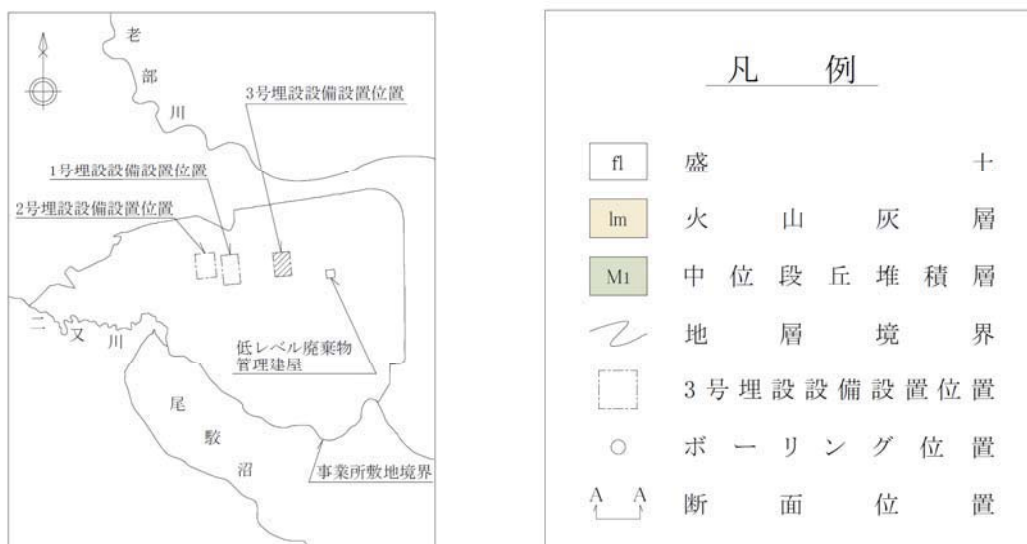 老部川
3号埋設設備設置位置
1号埋設設備設置位置
2号埋設設備設置位置
二又川
低レベル廃棄物
管理建屋
尾駮沼
事業所敷地境界
凡例
fl 盛土
lm 火山灰層
M1 中位段丘堆積層
地層境界
3号埋設設備設置位置
ボーリング位置
A A 断面位置